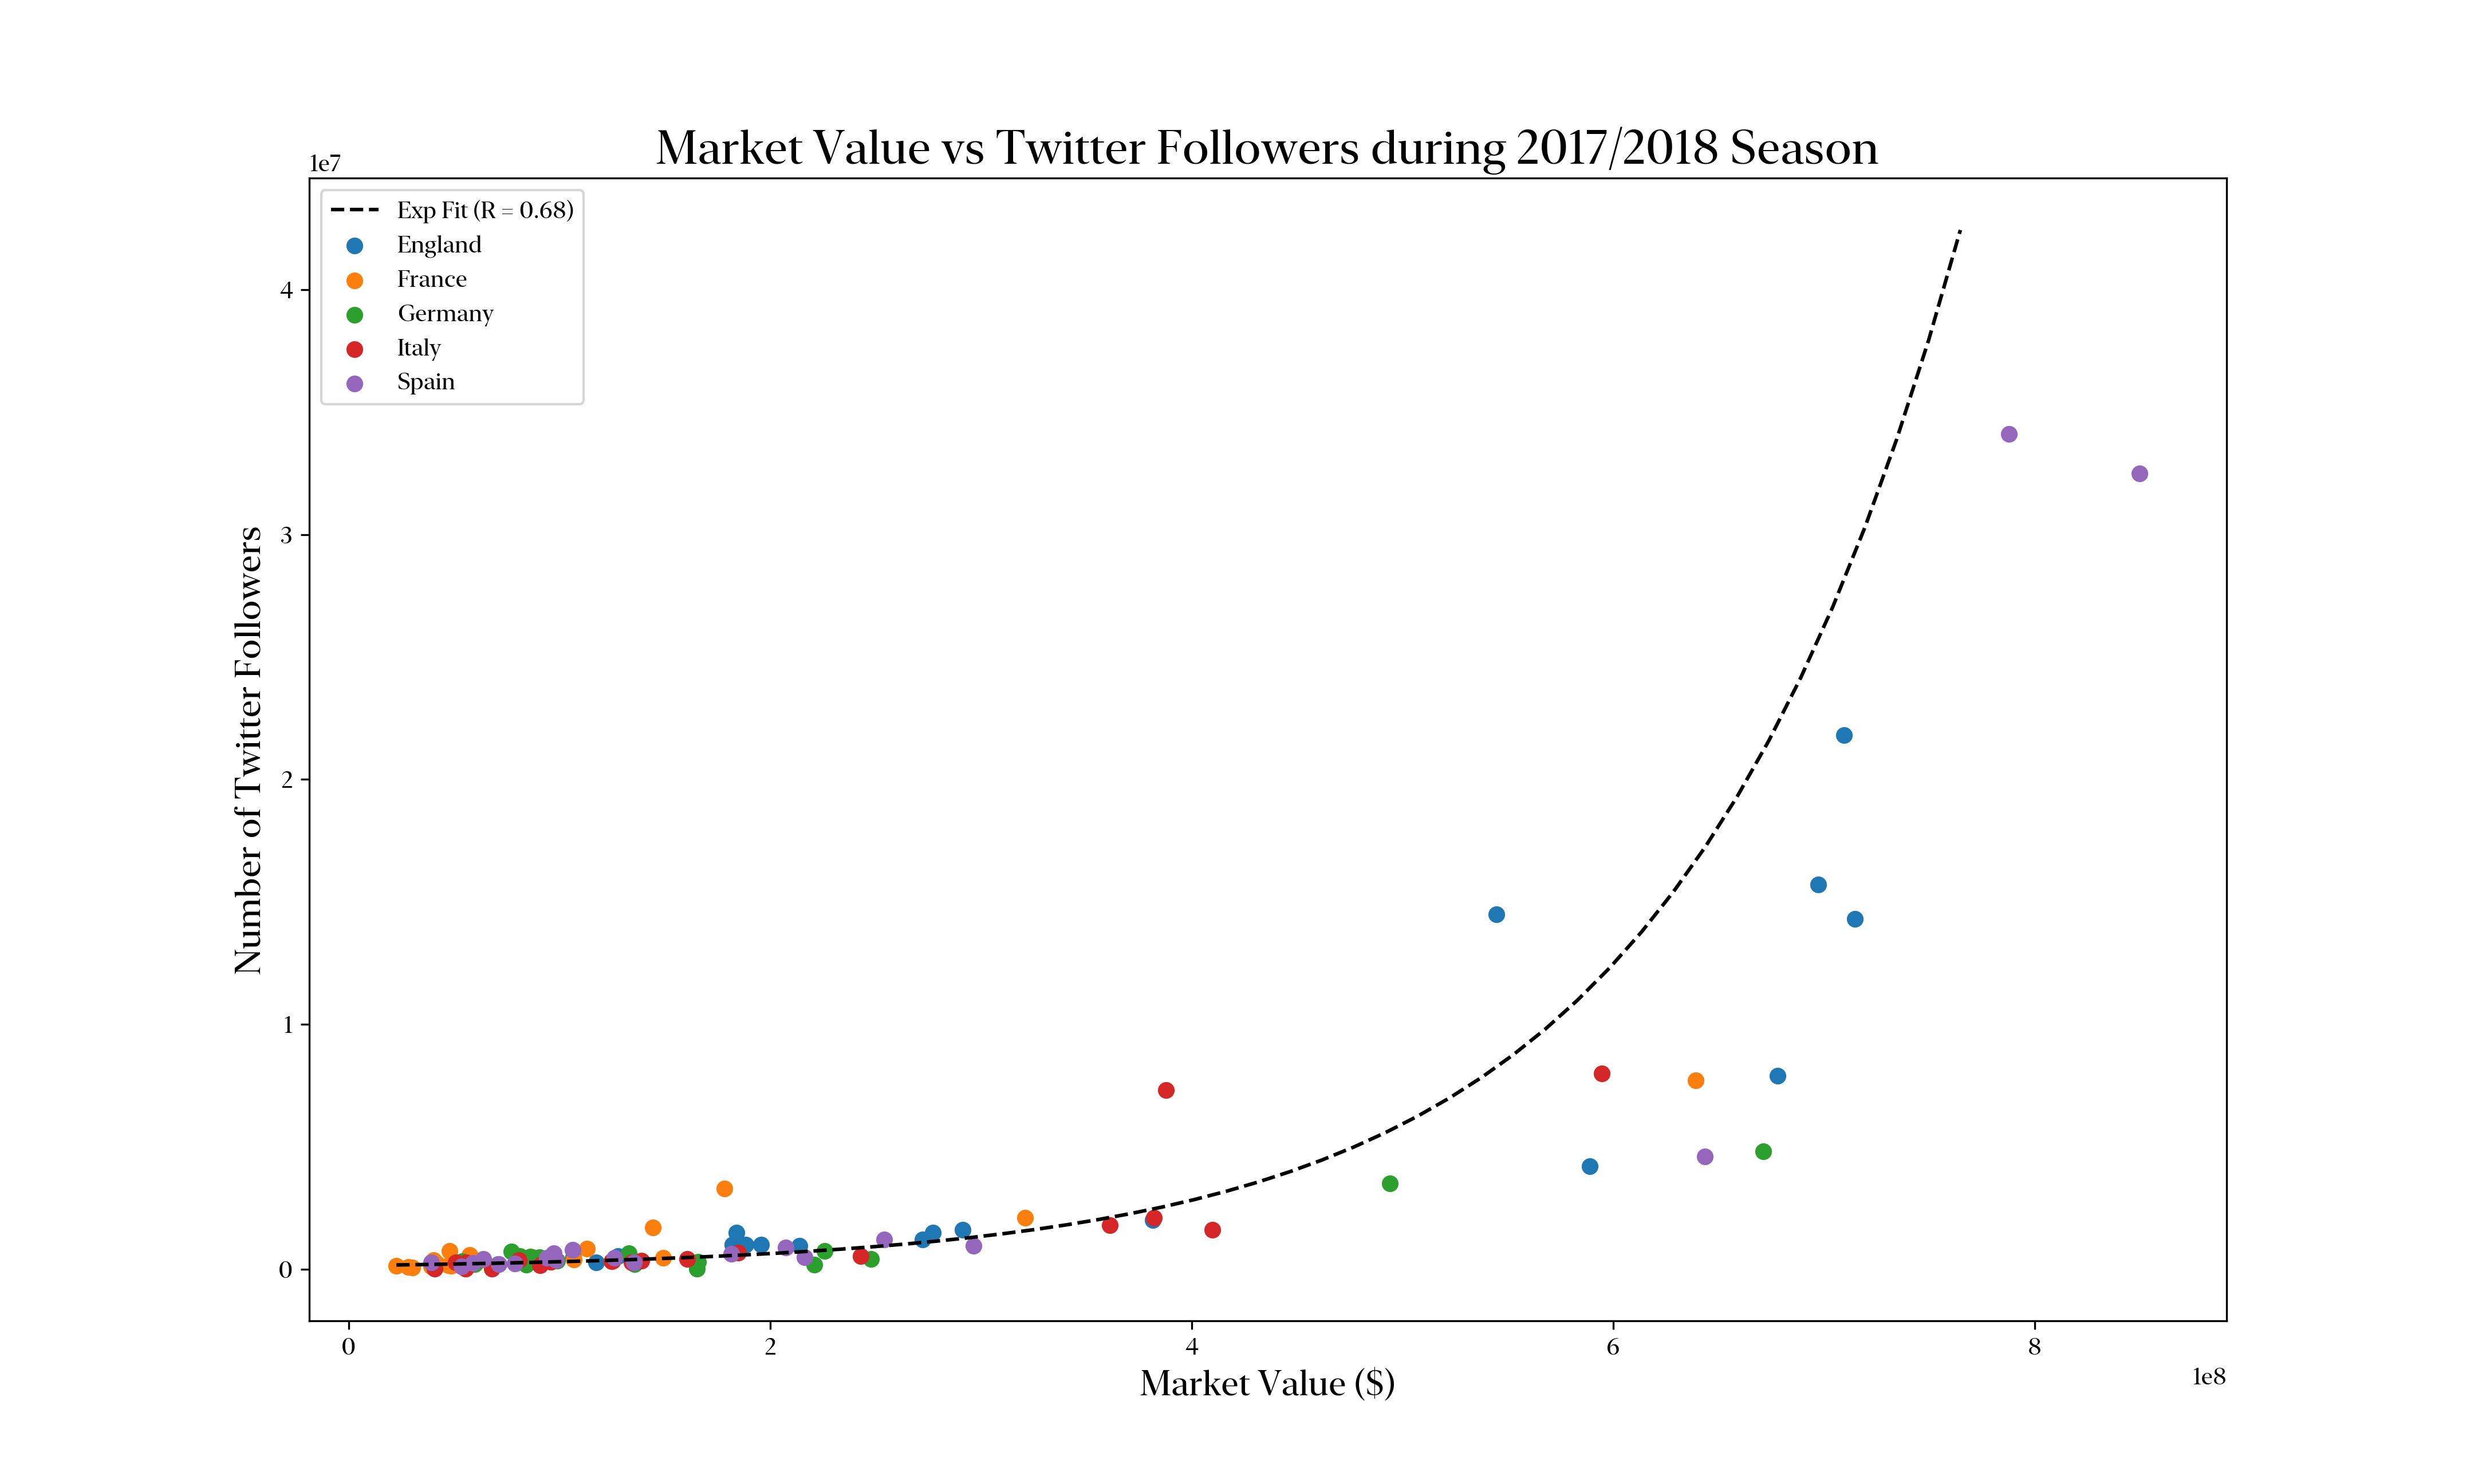 Market Value vs Twitter Followers during 2017/2018 Season
1e7
Exp Fit (R = 0.68)
England
France
Germany
Italy
Spain
4
3
2
1
0
Number of Twitter Followers
0 2 4 6 8
1e8
Market Value ($)